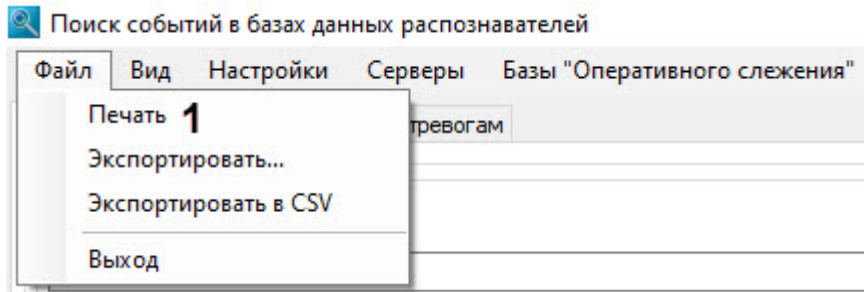 Поиск событий в базах данных распознавателей
Файл Вид Настройки Серверы Базы "Оперативного слежения"
Печать 1
тревогам
Экспортировать...
Экспортировать в CSV
Выход